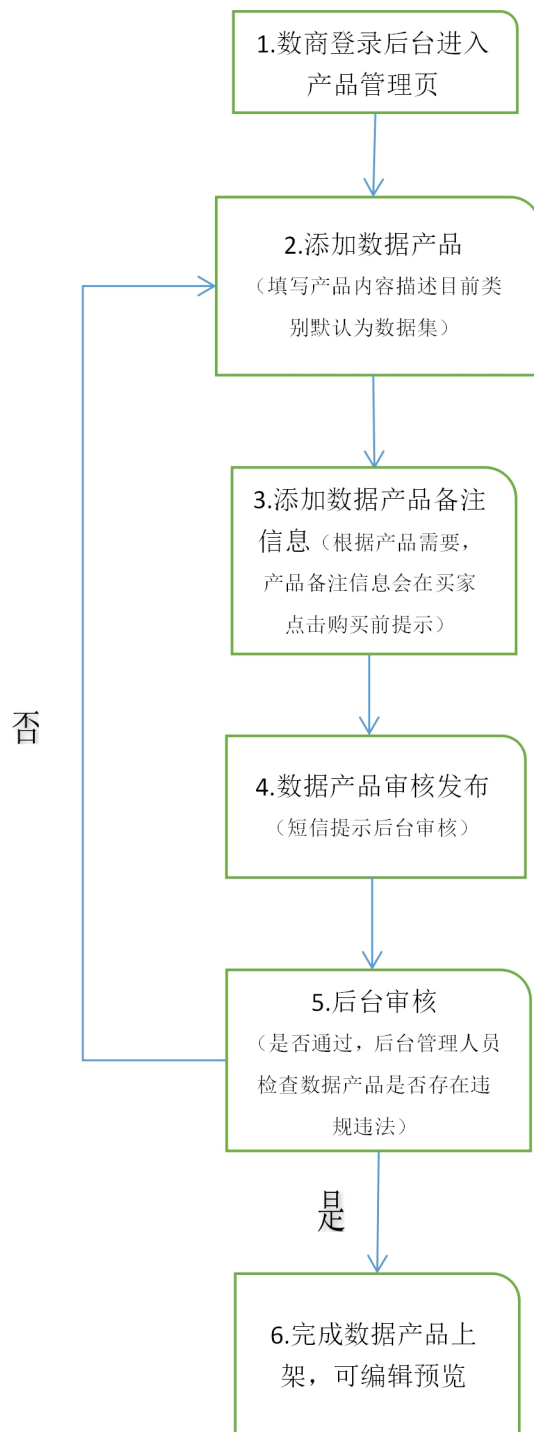 1.数商登录后台进入
产品管理页
2.添加数据产品
（填写产品内容描述目前类
别默认为数据集）
3.添加数据产品备注
信息（根据产品需要，
产品备注信息会在买家
点击购买前提示）
否
4.数据产品审核发布
（短信提示后台审核）
5.后台审核
（是否通过，后台管理人员
检查数据产品是否存在违
规违法）
是
6.完成数据产品上
架，可编辑预览